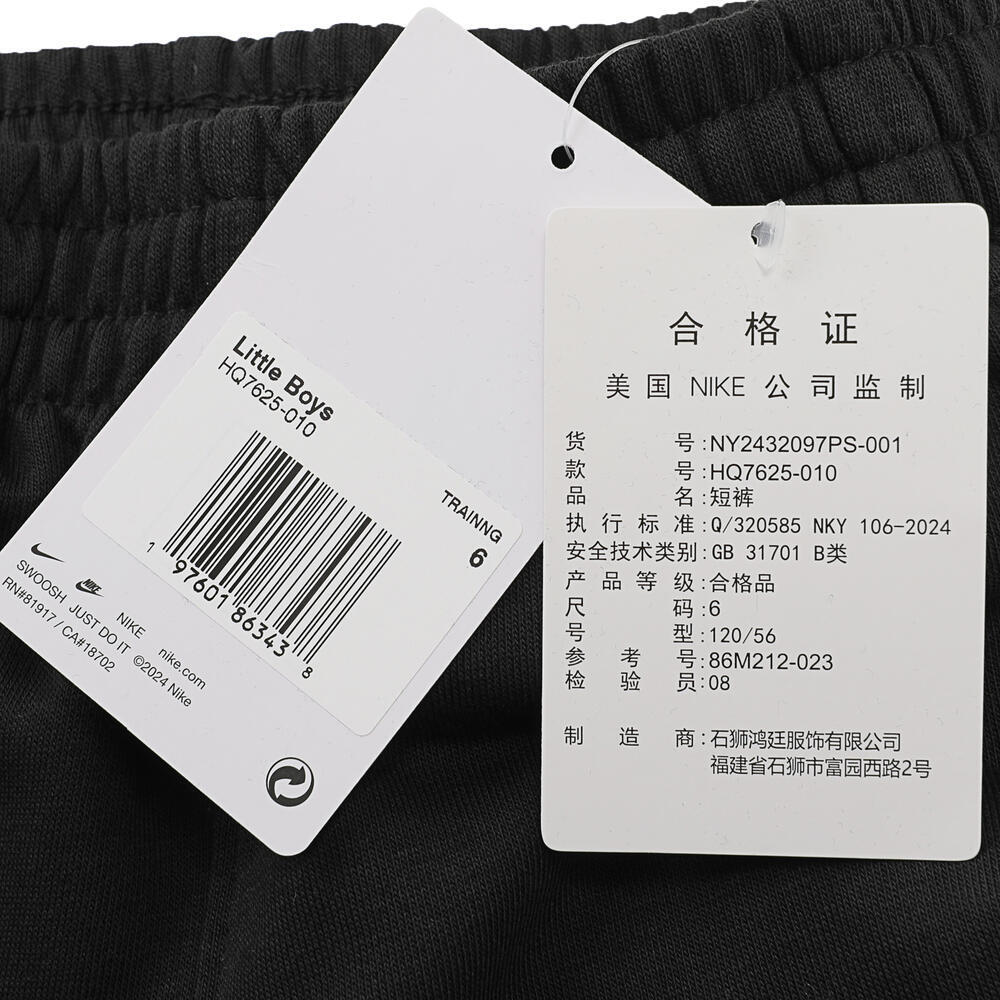 Little Boys
HQ7625-010
TRAINNG
6
1 97601 86343 8
SWOOSH JUST DO IT NIKE nike.com
RN#81917 / CA#18702 ©2024 Nike
NIKE
合格证
美国 NIKE 公司监制
货号:NY2432097PS-001
款号:HQ7625-010
品名:短裤
执行标准:Q/320585 NKY 106-2024
安全技术类别:GB 31701 B类
产品等级:合格品
尺码:6
号型:120/56
参考号:86M212-023
检验员:08
制造商:石狮鸿廷服饰有限公司
福建省石狮市富园西路2号